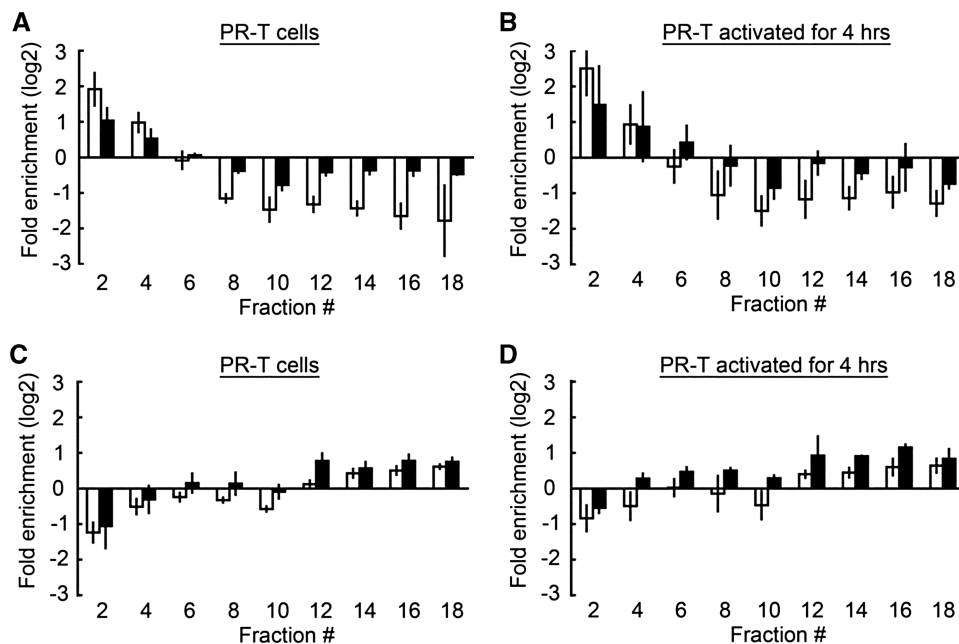 A
PR-T cells
Fold enrichment (log2)
3
2
1
0
-1
-2
-3
2 4 6 8 10 12 14 16 18
Fraction #
B
PR-T activated for 4 hrs
Fold enrichment (log2)
3
2
1
0
-1
-2
-3
2 4 6 8 10 12 14 16 18
Fraction #
C
PR-T cells
Fold enrichment (log2)
3
2
1
0
-1
-2
-3
2 4 6 8 10 12 14 16 18
Fraction #
D
PR-T activated for 4 hrs
Fold enrichment (log2)
3
2
1
0
-1
-2
-3
2 4 6 8 10 12 14 16 18
Fraction #